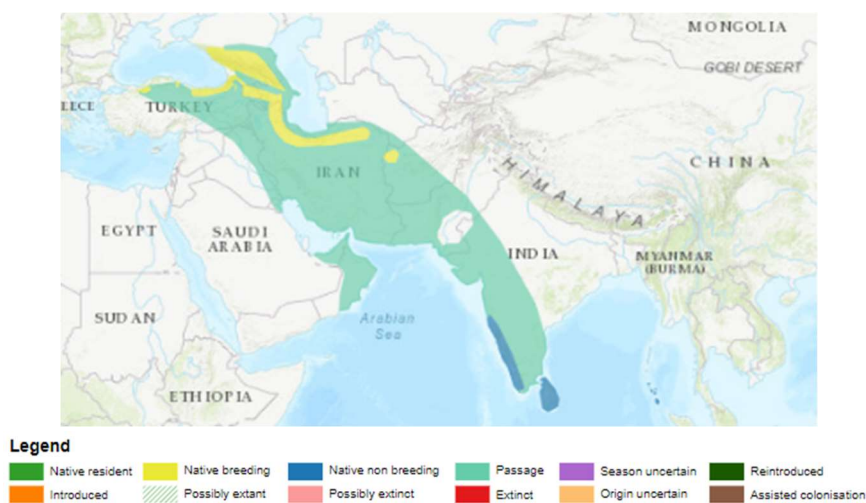 MONGOLIA
GOBI DESERT
ECE
TURKEY
CHINA
IRAN
HIMALAYA
EGYPT
SAUDI
ARABIA
INDIA
MYANMAR
(BURMA)
SUDAN
Arabian
Sea
ETHIOPIA
Legend
Native resident Native breeding Native non breeding Passage Season uncertain Reintroduced
Introduced Possibly extant Possibly extinct Extinct Origin uncertain Assisted colonisation